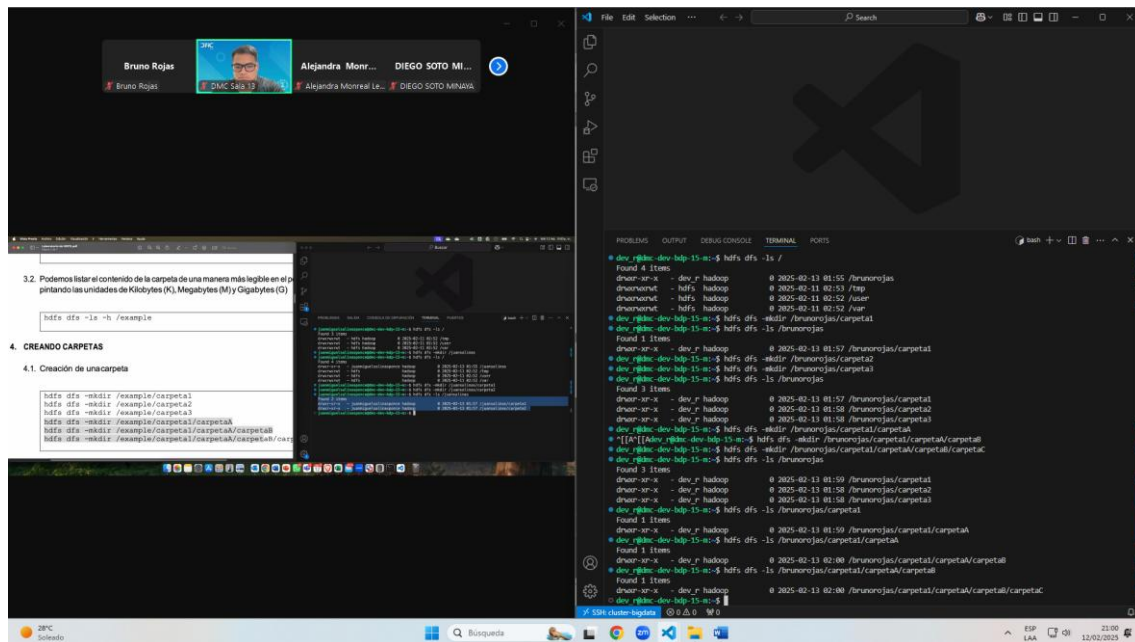 Bruno Rojas
Bruno Rojas
DMC
DMC Sala 13
Alejandra Monr...
Alejandra Monreal Le...
DIEGO SOTO MI...
DIEGO SOTO MINAYA
3.2. Podemos listar el contenido de la carpeta de una manera más legible en el p
pintando las unidades de Kilobytes (K), Megabytes (M) y Gigabytes (G)
hdfs dfs -ls -h /example
4. CREANDO CARPETAS
4.1. Creación de una carpeta
hdfs dfs -mkdir /example/carpeta1
hdfs dfs -mkdir /example/carpeta2
hdfs dfs -mkdir /example/carpeta3
hdfs dfs -mkdir /example/carpeta1/carpetaA
hdfs dfs -mkdir /example/carpeta1/carpetaA/carpetaB
hdfs dfs -mkdir /example/carpeta1/carpetaA/carpetaB/carp
File Edit Selection ... Search
PROBLEMS OUTPUT DEBUG CONSOLE TERMINAL PORTS
bash
dev_r@dmc-dev-bdp-15-m:~$ hdfs dfs -ls /
Found 4 items
drwxr-xr-x - dev_r hadoop 0 2025-02-13 01:55 /brunorojas
drwxrwxrwt - hdfs hadoop 0 2025-02-11 02:53 /tmp
drwxrwxrwt - hdfs hadoop 0 2025-02-11 02:52 /user
drwxrwxrwt - hdfs hadoop 0 2025-02-11 02:52 /var
dev_r@dmc-dev-bdp-15-m:~$ hdfs dfs -mkdir /brunorojas/carpeta1
dev_r@dmc-dev-bdp-15-m:~$ hdfs dfs -ls /brunorojas
Found 1 items
drwxr-xr-x - dev_r hadoop 0 2025-02-13 01:57 /brunorojas/carpeta1
dev_r@dmc-dev-bdp-15-m:~$ hdfs dfs -mkdir /brunorojas/carpeta2
dev_r@dmc-dev-bdp-15-m:~$ hdfs dfs -mkdir /brunorojas/carpeta3
dev_r@dmc-dev-bdp-15-m:~$ hdfs dfs -ls /brunorojas
Found 3 items
drwxr-xr-x - dev_r hadoop 0 2025-02-13 01:57 /brunorojas/carpeta1
drwxr-xr-x - dev_r hadoop 0 2025-02-13 01:58 /brunorojas/carpeta2
drwxr-xr-x - dev_r hadoop 0 2025-02-13 01:58 /brunorojas/carpeta3
dev_r@dmc-dev-bdp-15-m:~$ hdfs dfs -mkdir /brunorojas/carpeta1/carpetaA
^[[A^[[Adev_r@dmc-dev-bdp-15-m:~$ hdfs dfs -mkdir /brunorojas/carpeta1/carpetaA/carpetaB
dev_r@dmc-dev-bdp-15-m:~$ hdfs dfs -mkdir /brunorojas/carpeta1/carpetaA/carpetaB/carpetaC
dev_r@dmc-dev-bdp-15-m:~$ hdfs dfs -ls /brunorojas
Found 3 items
drwxr-xr-x - dev_r hadoop 0 2025-02-13 01:59 /brunorojas/carpeta1
drwxr-xr-x - dev_r hadoop 0 2025-02-13 01:58 /brunorojas/carpeta2
drwxr-xr-x - dev_r hadoop 0 2025-02-13 01:58 /brunorojas/carpeta3
dev_r@dmc-dev-bdp-15-m:~$ hdfs dfs -ls /brunorojas/carpeta1
Found 1 items
drwxr-xr-x - dev_r hadoop 0 2025-02-13 01:59 /brunorojas/carpeta1/carpetaA
dev_r@dmc-dev-bdp-15-m:~$ hdfs dfs -ls /brunorojas/carpeta1/carpetaA
Found 1 items
drwxr-xr-x - dev_r hadoop 0 2025-02-13 02:00 /brunorojas/carpeta1/carpetaA/carpetaB
dev_r@dmc-dev-bdp-15-m:~$ hdfs dfs -ls /brunorojas/carpeta1/carpetaA/carpetaB
Found 1 items
drwxr-xr-x - dev_r hadoop 0 2025-02-13 02:00 /brunorojas/carpeta1/carpetaA/carpetaB/carpetaC
dev_r@dmc-dev-bdp-15-m:~$
SSH: cluster-bigdata 0 0 0
28°C
Soleado
Búsqueda
ESP
LAA
21:00
12/02/2025